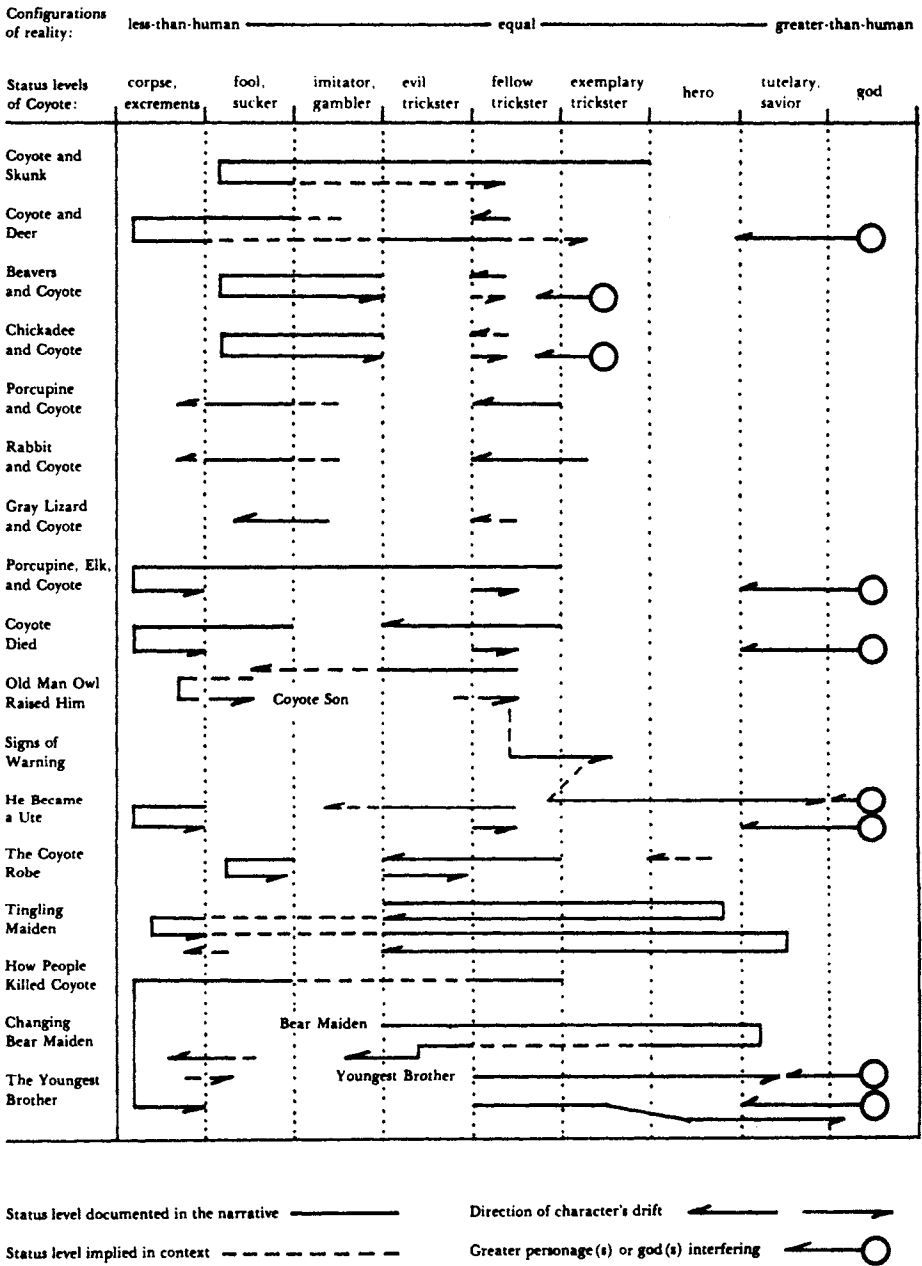 Configurations
of reality:
less-than-human
equal
greater-than-human
Status levels
of Coyote:
corpse,
excrements
fool,
sucker
imitator,
gambler
evil
trickster
fellow
trickster
exemplary
trickster
hero
tutelary,
savior
god
Coyote and
Skunk
Coyote and
Deer
Beavers
and Coyote
Chickadee
and Coyote
Porcupine
and Coyote
Rabbit
and Coyote
Gray Lizard
and Coyote
Porcupine, Elk,
and Coyote
Coyote
Died
Old Man Owl
Raised Him
Coyote Son
Signs of
Warning
He Became
a Ute
The Coyote
Robe
Tingling
Maiden
How People
Killed Coyote
Changing
Bear Maiden
Bear Maiden
The Youngest
Brother
Youngest Brother
Status level documented in the narrative
Direction of character's drift
Status level implied in context
Greater personage(s) or god(s) interfering